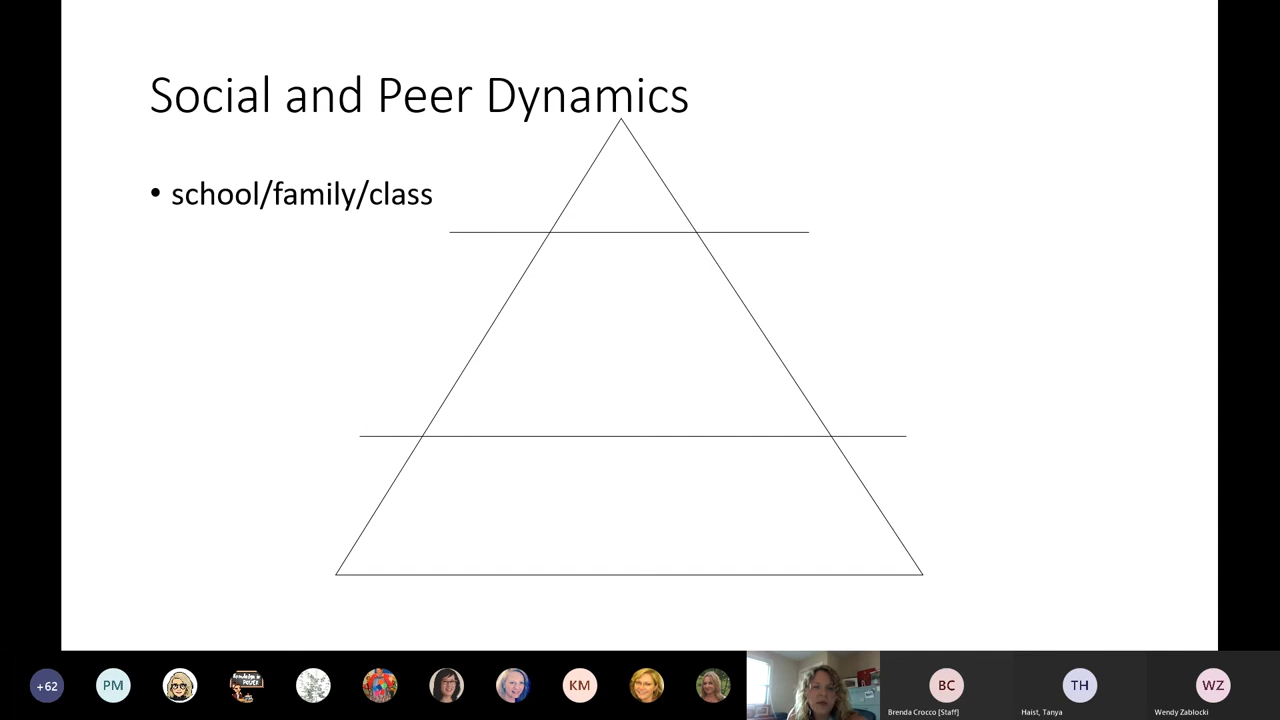 Social and Peer Dynamics
• school/family/class
+62
PM
KM
BC
TH
WZ
Brenda Crocco [Staff]
Haist, Tanya
Wendy Zablocki